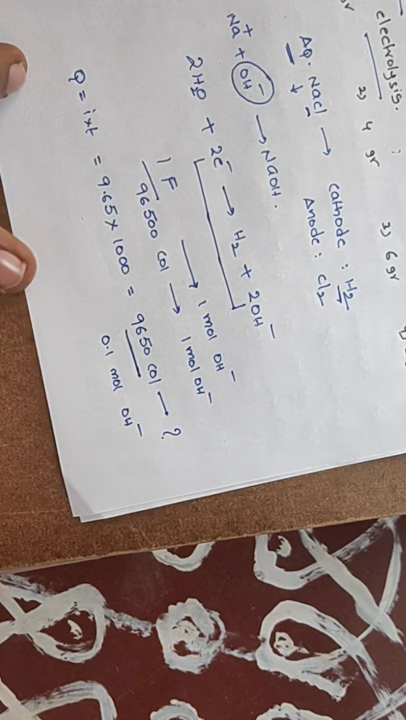 gr
electrolysis. :
2) 4 gr 3) 6 gr
Aq. NaCl → Cathode : H2
↓ Anode : Cl2
Na+ + OH- → NaOH.
2H2O + 2e- → H2 + 2OH-
1 F → 1 mol OH-
96500 Col → 1 mol OH-
Q = ixt = 9.65 x 1000 = 9650 Col → ?
0.1 mol OH-